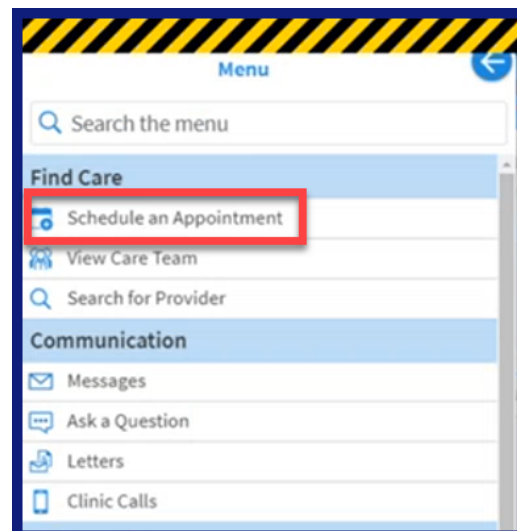 Menu
Search the menu
Find Care
Schedule an Appointment
View Care Team
Search for Provider
Communication
Messages
Ask a Question
Letters
Clinic Calls